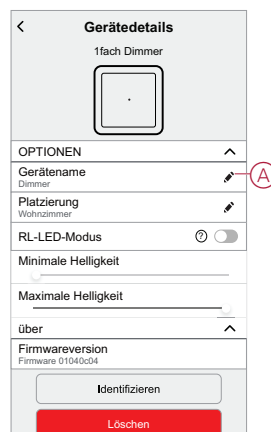 Gerätedetails
1fach Dimmer
OPTIONEN
Gerätename
Dimmer
A
Platzierung
Wohnzimmer
RL-LED-Modus ?
Minimale Helligkeit
Maximale Helligkeit
über
Firmwareversion
Firmware 01040c04
Identifizieren
Löschen